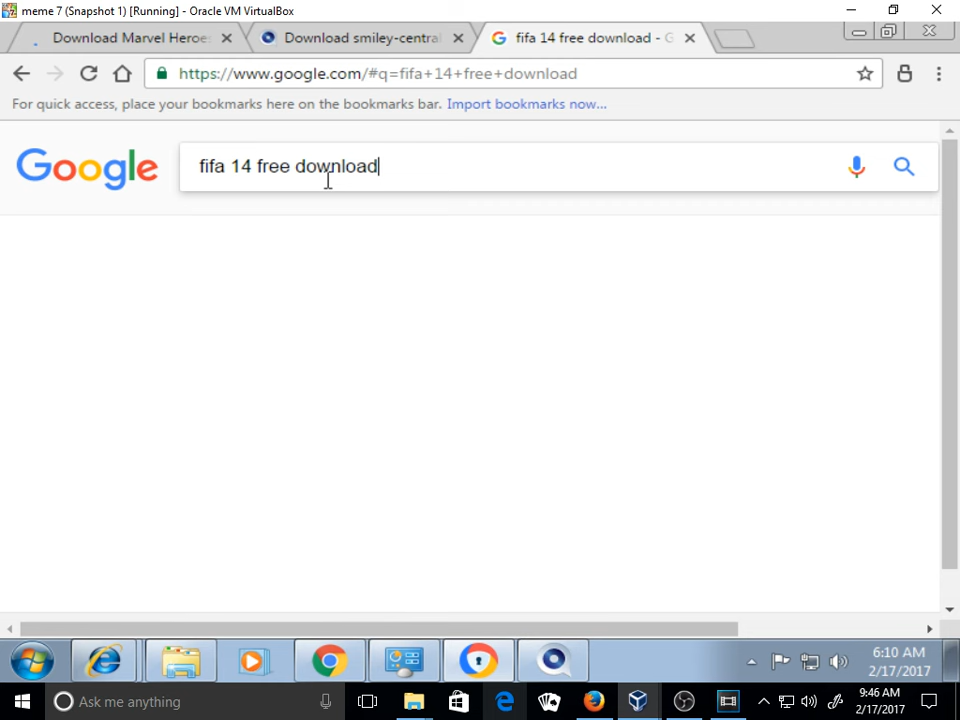 meme 7 (Snapshot 1) [Running] - Oracle VM VirtualBox
Download Marvel Heroes
Download smiley-central
fifa 14 free download - G
https://www.google.com/#q=fifa+14+free+download
For quick access, place your bookmarks here on the bookmarks bar. Import bookmarks now...
Google
fifa 14 free download
6:10 AM
2/17/2017
Ask me anything
9:46 AM
2/17/2017